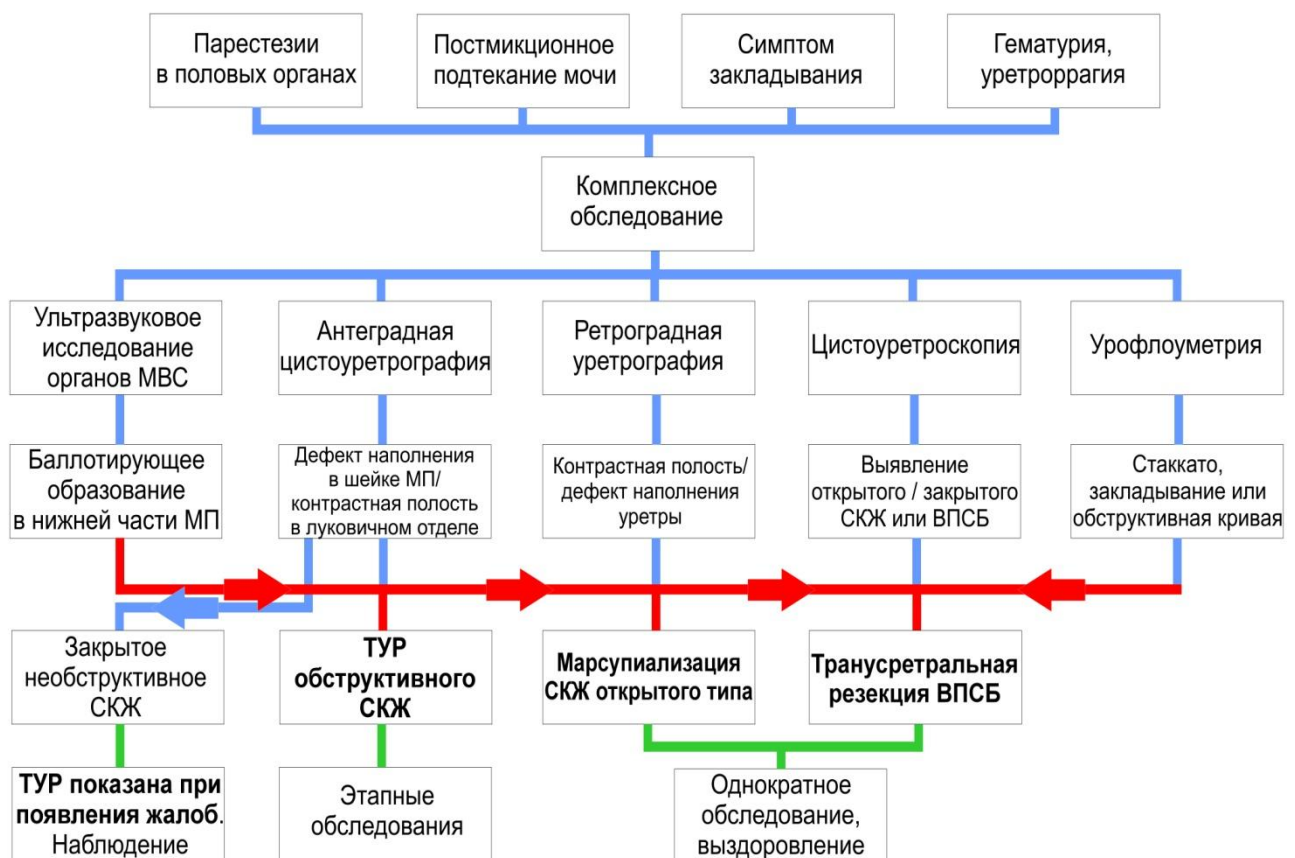 Парестезии
в половых органах
Постмикционное
подтекание мочи
Симптом
закладывания
Гематурия,
уретроррагия
Комплексное
обследование
Ультразвуковое
исследование
органов МВС
Антеградная
цистоуретрография
Ретроградная
уретрография
Цистоуретроскопия
Урофлоуметрия
Баллотирующее
образование
в нижней части МП
Дефект наполнения
в шейке МП/
контрастная полость
в луковичном отделе
Контрастная полость/
дефект наполнения
уретры
Выявление
открытого / закрытого
СКЖ или ВПСБ
Стаккато,
закладывание или
обструктивная кривая
Закрытое
необструктивное
СКЖ
ТУР
обструктивного
СКЖ
Марсупиализация
СКЖ открытого типа
Трансуретральная
резекция ВПСБ
ТУР показана при
появления жалоб.
Наблюдение
Этапные
обследования
Однократное
обследование,
выздоровление